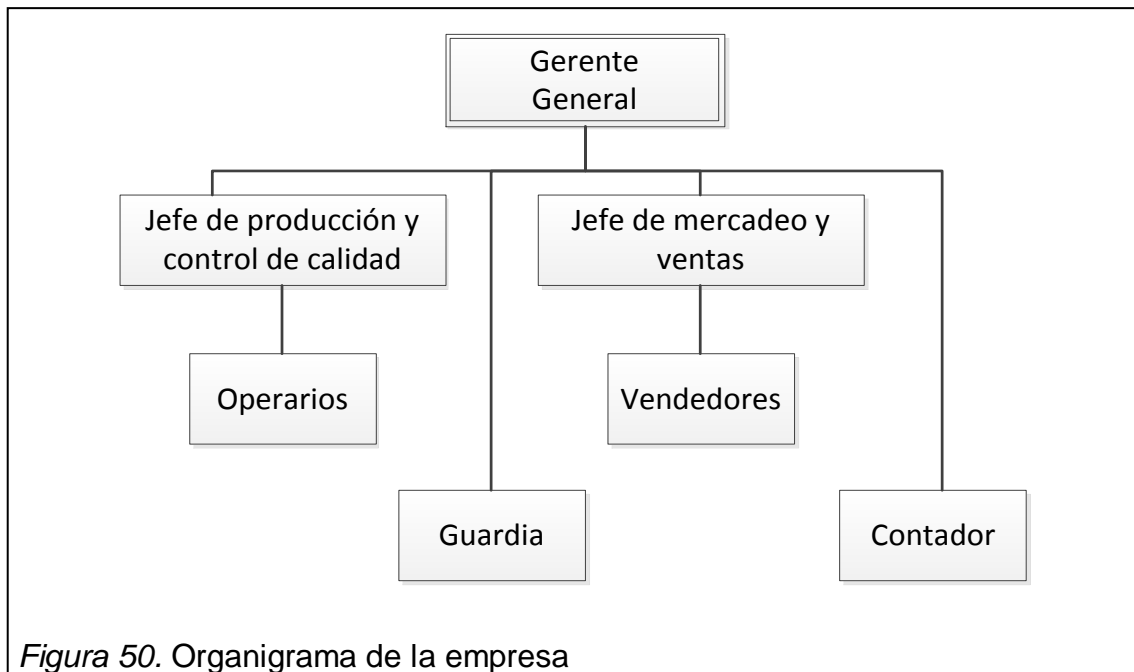 Gerente
General
Jefe de producción y
control de calidad
Jefe de mercadeo y
ventas
Operarios
Vendedores
Guardia
Contador
Figura 50. Organigrama de la empresa